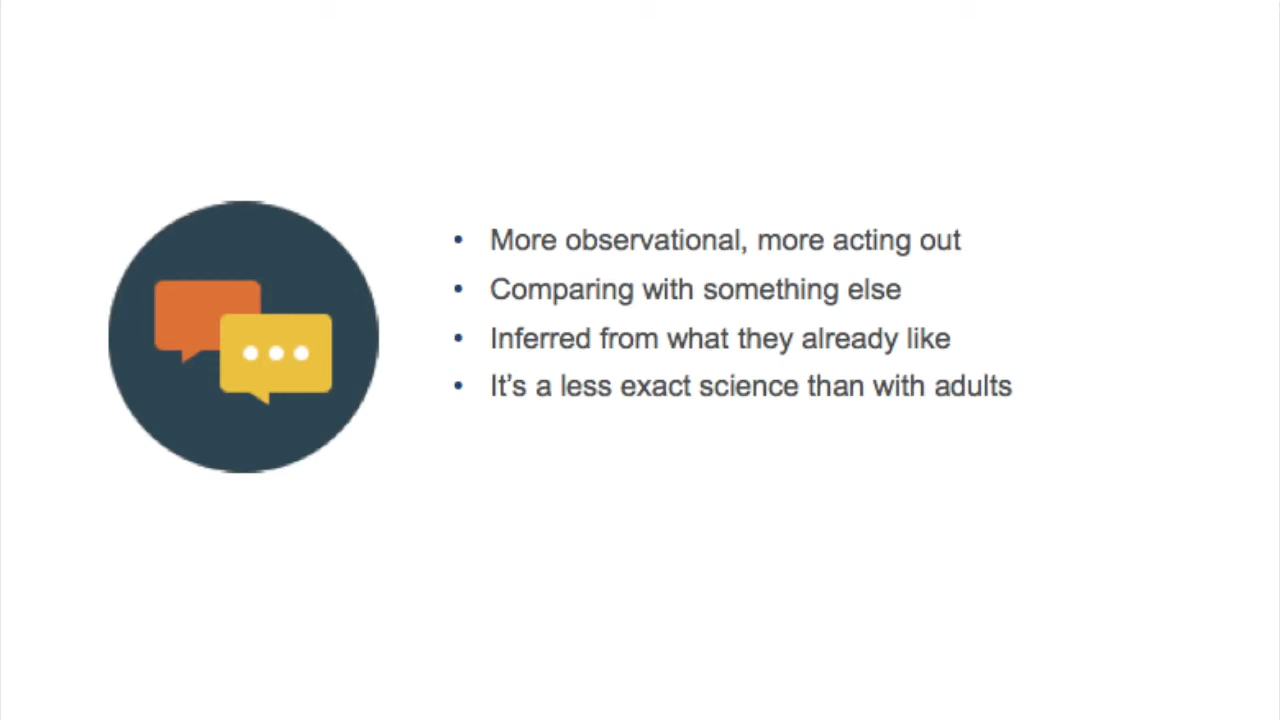 • More observational, more acting out
• Comparing with something else
• Inferred from what they already like
• It’s a less exact science than with adults